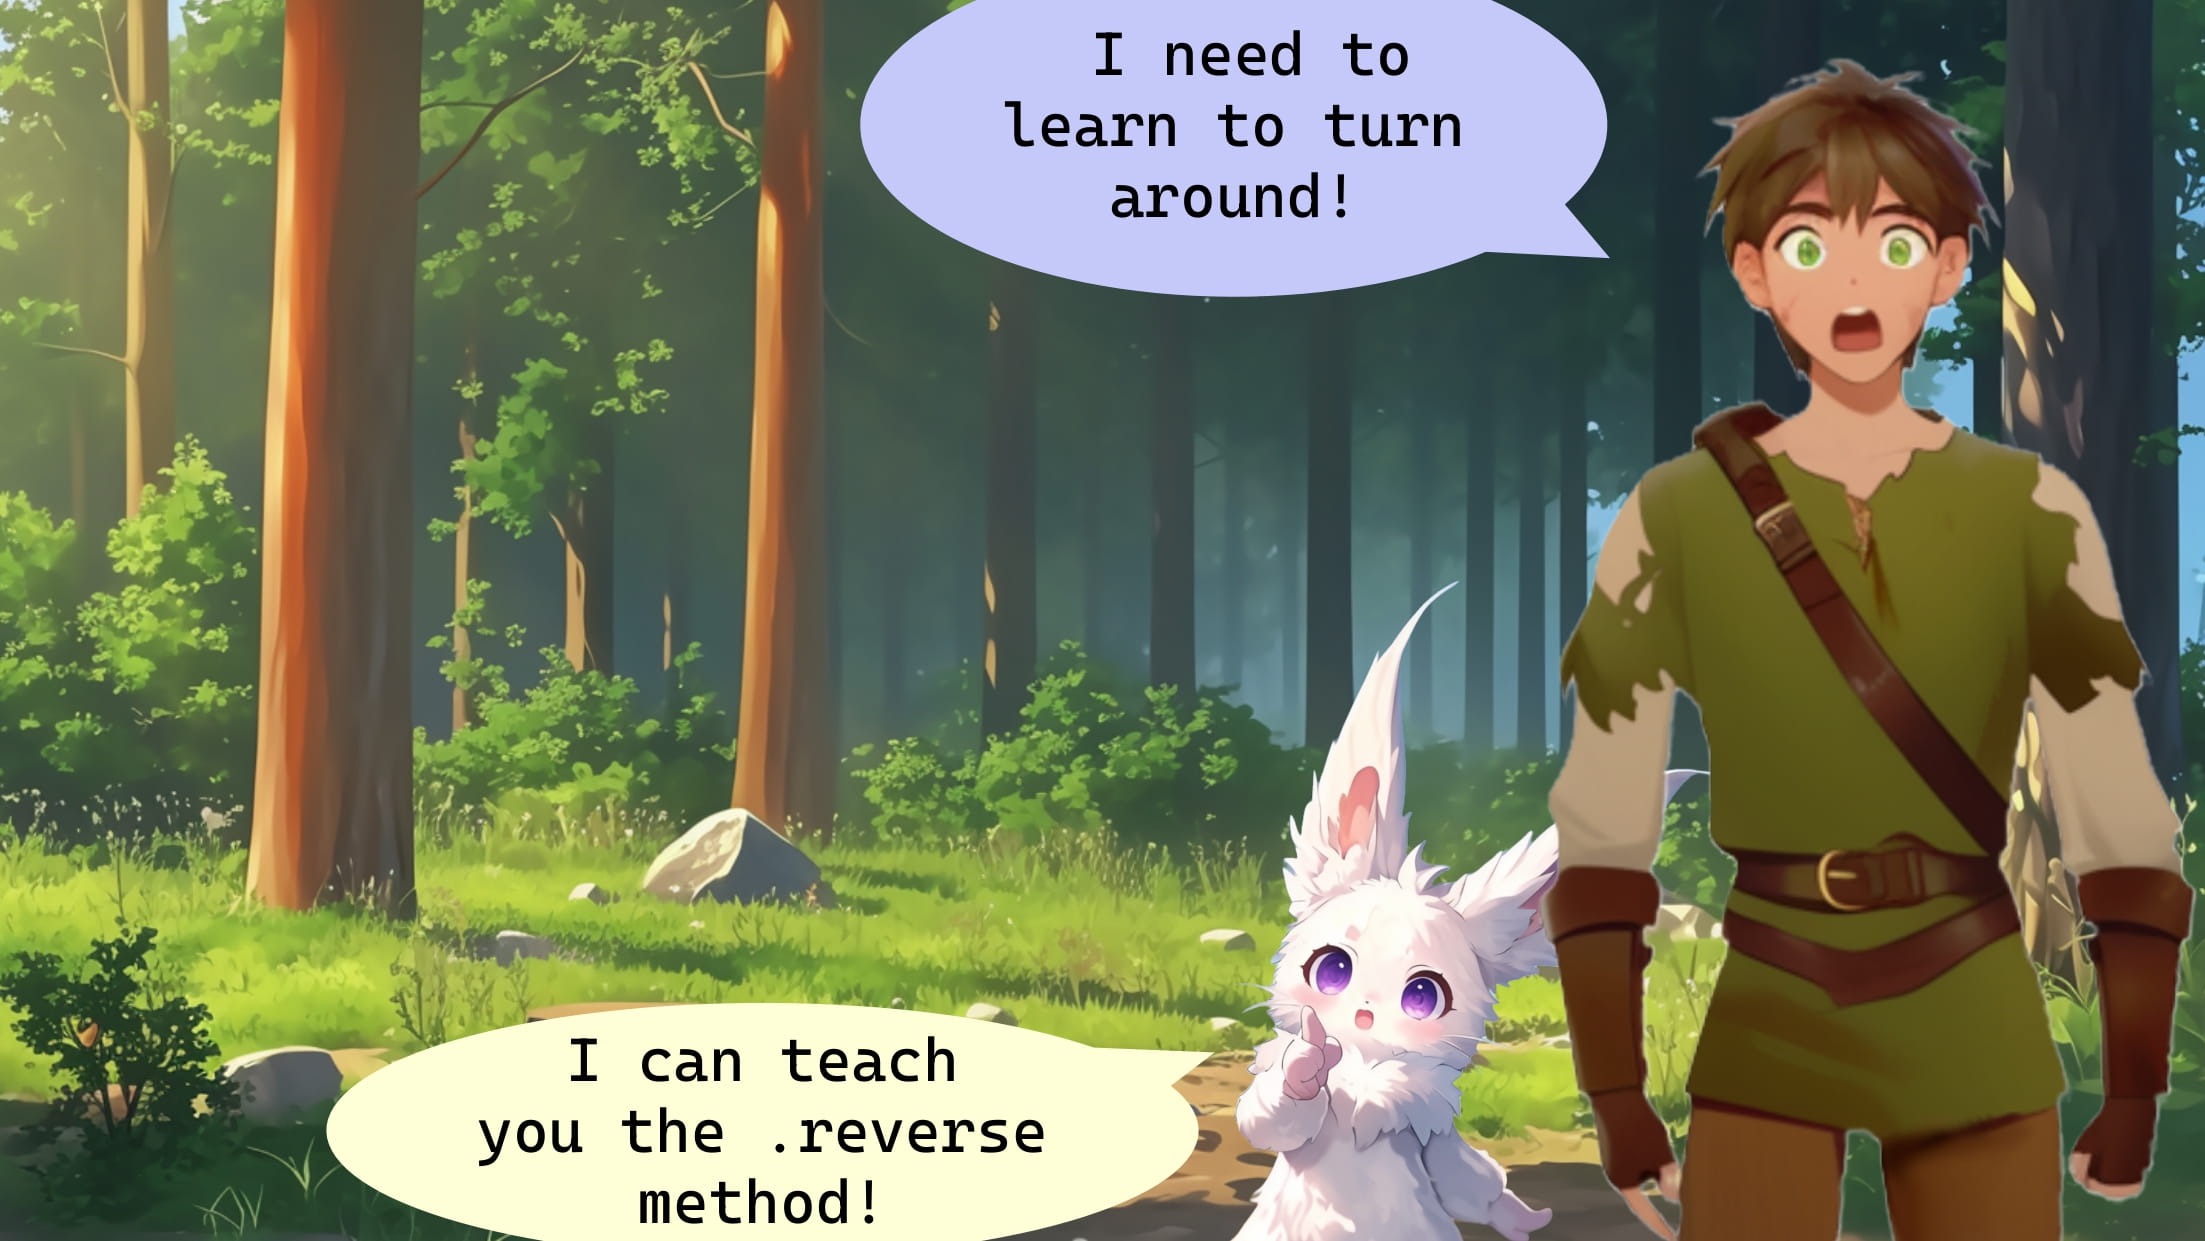 I need to
learn to turn
around!
I can teach
you the .reverse
method!